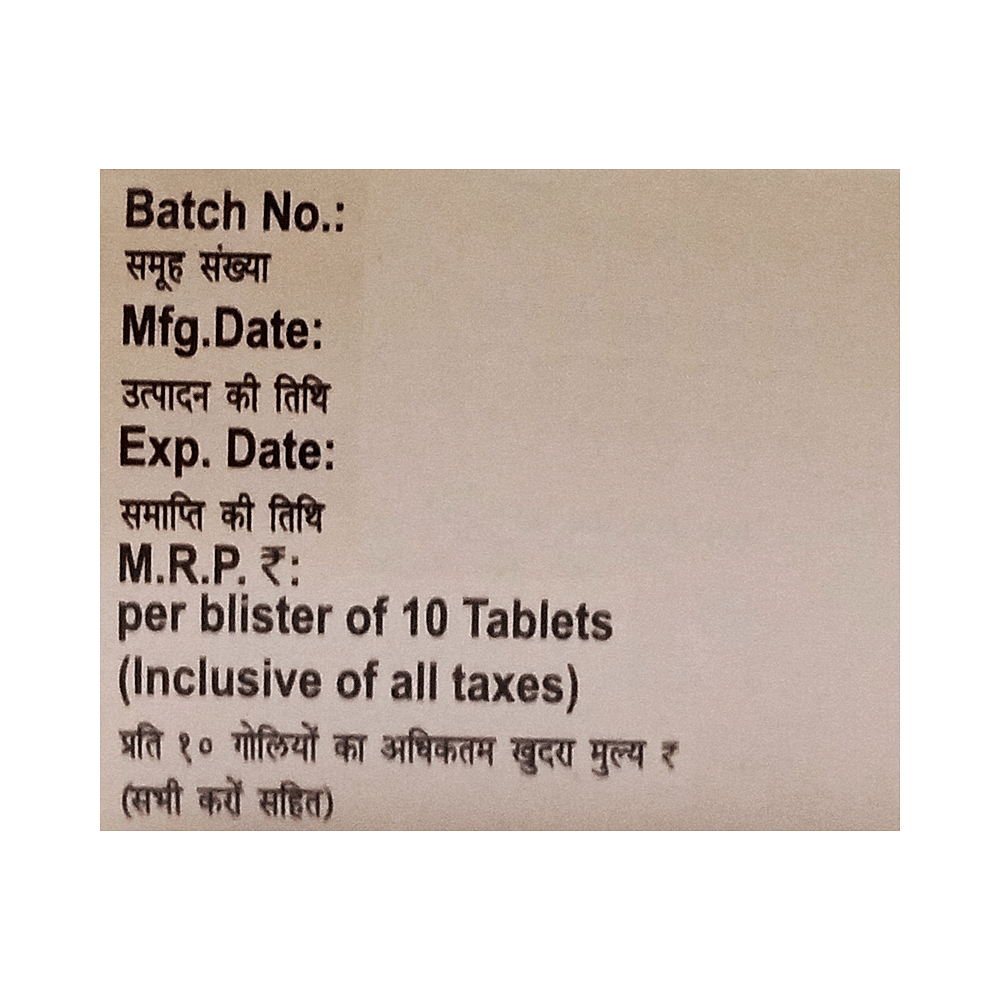 Batch No.:
समूह संख्या
Mfg.Date:
उत्पादन की तिथि
Exp. Date:
समाप्ति की तिथि
M.R.P. ₹:
per blister of 10 Tablets
(Inclusive of all taxes)
प्रति १० गोलियों का अधिकतम खुदरा मुल्य ₹
(सभी करों सहित)